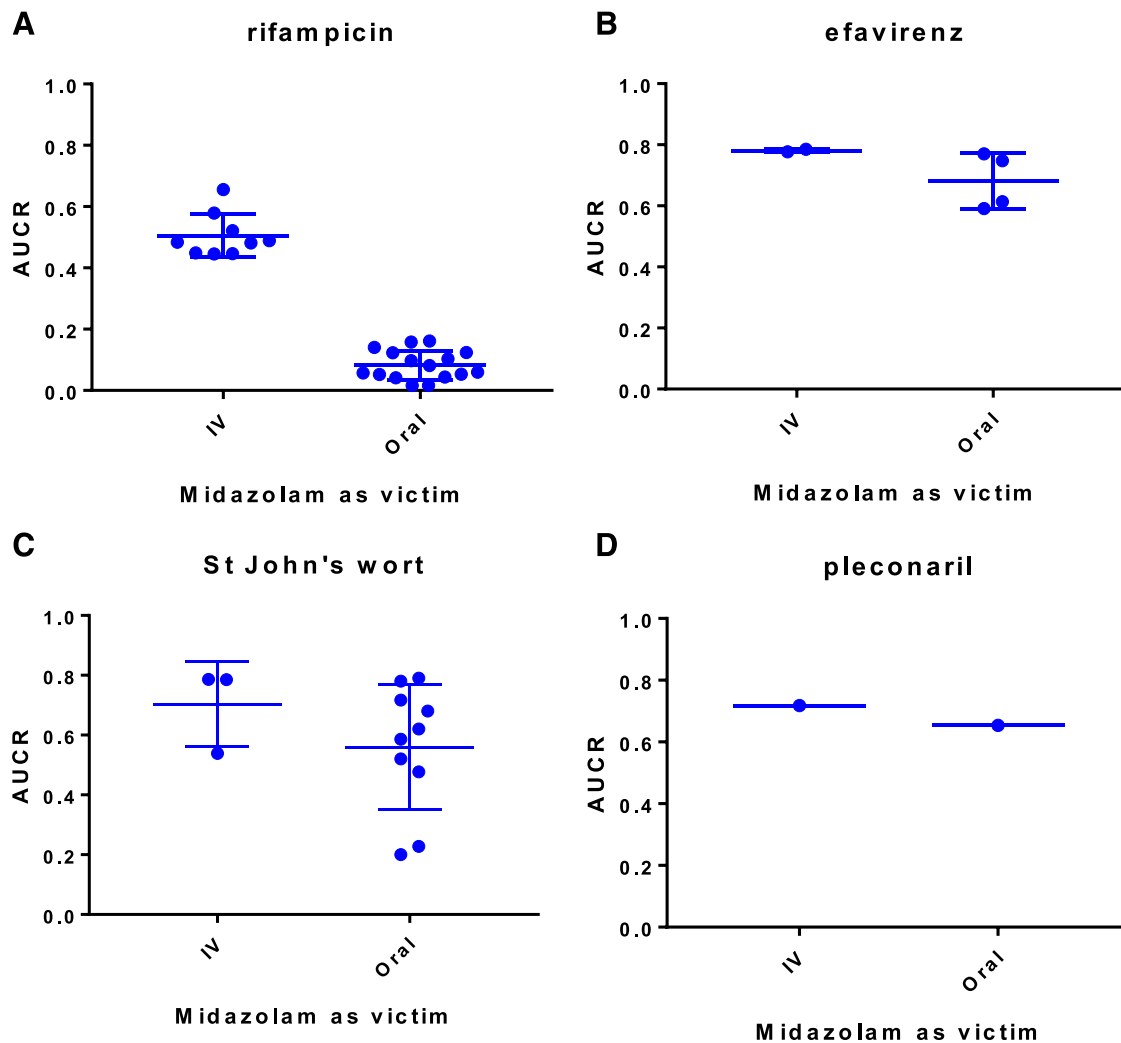 A
rifampicin
1.0
0.8
0.6
0.4
0.2
0.0
AUCR
IV
Oral
Midazolam as victim
B
efavirenz
1.0
0.8
0.6
0.4
0.2
0.0
AUCR
IV
Oral
Midazolam as victim
C
St John's wort
1.0
0.8
0.6
0.4
0.2
0.0
AUCR
IV
Oral
Midazolam as victim
D
pleconaril
1.0
0.8
0.6
0.4
0.2
0.0
AUCR
IV
Oral
Midazolam as victim